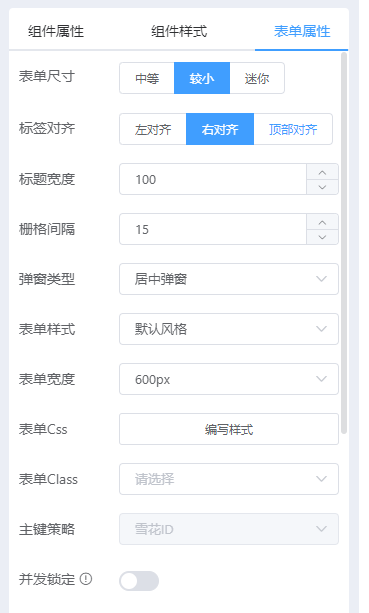 组件属性 组件样式 表单属性
表单尺寸 中等 较小 迷你
标签对齐 左对齐 右对齐 顶部对齐
标题宽度 100
栅格间隔 15
弹窗类型 居中弹窗
表单样式 默认风格
表单宽度 600px
表单Css 编写样式
表单Class 请选择
主键策略 雪花ID
并发锁定